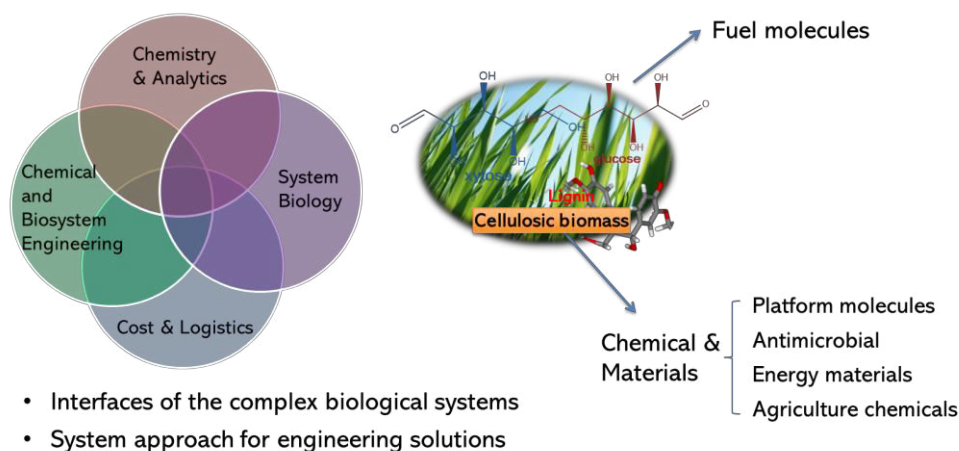 Chemistry
& Analytics
Chemical
and
Biosystem
Engineering
System
Biology
Cost & Logistics
• Interfaces of the complex biological systems
• System approach for engineering solutions
Fuel molecules
OH
OH
OH
O
OH
O
OH
OH
OH
OH
xylose
glucose
Lignin
Cellulosic biomass
Chemical &
Materials
Platform molecules
Antimicrobial
Energy materials
Agriculture chemicals